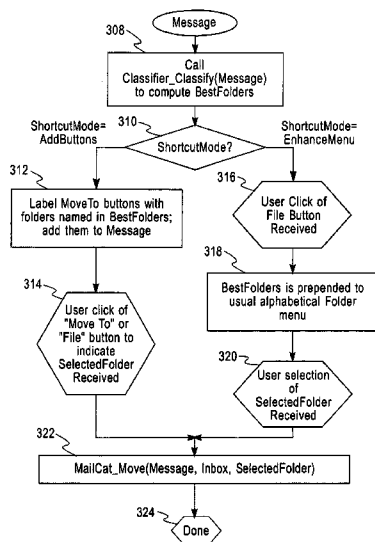 Message
308
Call
Classifier_Classify(Message)
to compute BestFolders
310
ShortcutMode=
AddButtons
ShortcutMode?
ShortcutMode=
EnhanceMenu
312
Label MoveTo buttons with
folders named in BestFolders;
add them to Message
316
User Click of
File Button
Received
314
User click of
"Move To" or
"File" button to
indicate
SelectedFolder
Received
318
BestFolders is prepended to
usual alphabetical Folder
menu
320
User selection
of
SelectedFolder
Received
322
MailCat_Move(Message, Inbox, SelectedFolder)
324
Done